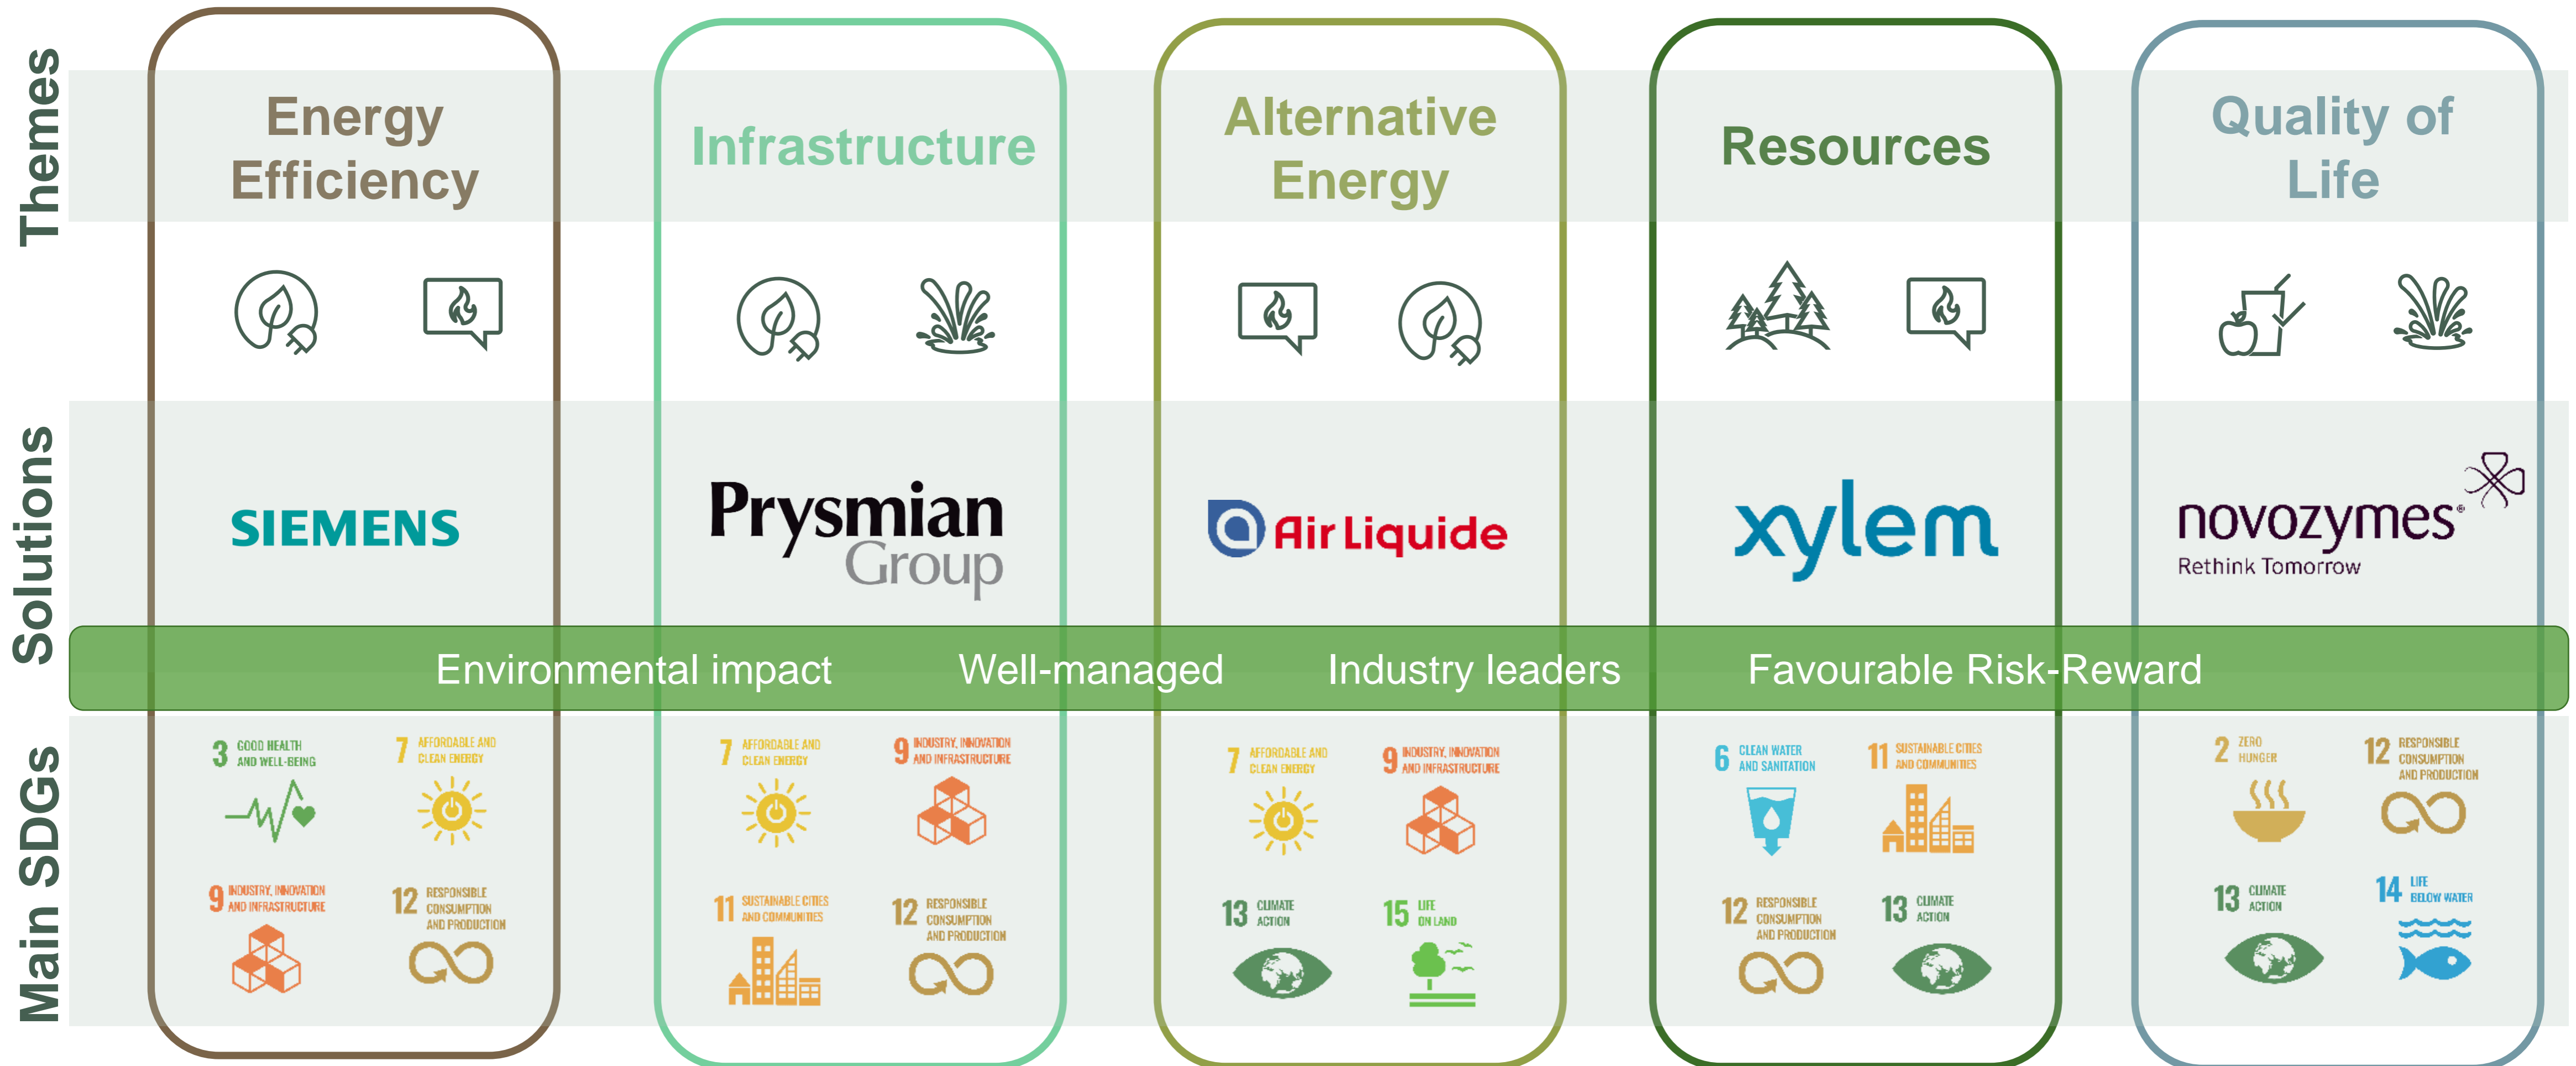 Themes
Energy
Efficiency
Infrastructure
Alternative
Energy
Resources
Quality of
Life
Solutions
SIEMENS
Prysmian
Group
Air Liquide
xylem
novozymes®
Rethink Tomorrow
Environmental impact
Well-managed
Industry leaders
Favourable Risk-Reward
Main SDGs
3 GOOD HEALTH
AND WELL-BEING
7 AFFORDABLE AND
CLEAN ENERGY
9 INDUSTRY, INNOVATION
AND INFRASTRUCTURE
12 RESPONSIBLE
CONSUMPTION
AND PRODUCTION
7 AFFORDABLE AND
CLEAN ENERGY
9 INDUSTRY, INNOVATION
AND INFRASTRUCTURE
11 SUSTAINABLE CITIES
AND COMMUNITIES
12 RESPONSIBLE
CONSUMPTION
AND PRODUCTION
7 AFFORDABLE AND
CLEAN ENERGY
9 INDUSTRY, INNOVATION
AND INFRASTRUCTURE
13 CLIMATE
ACTION
15 LIFE
ON LAND
6 CLEAN WATER
AND SANITATION
11 SUSTAINABLE CITIES
AND COMMUNITIES
12 RESPONSIBLE
CONSUMPTION
AND PRODUCTION
13 CLIMATE
ACTION
2 ZERO
HUNGER
12 RESPONSIBLE
CONSUMPTION
AND PRODUCTION
13 CLIMATE
ACTION
14 LIFE
BELOW WATER